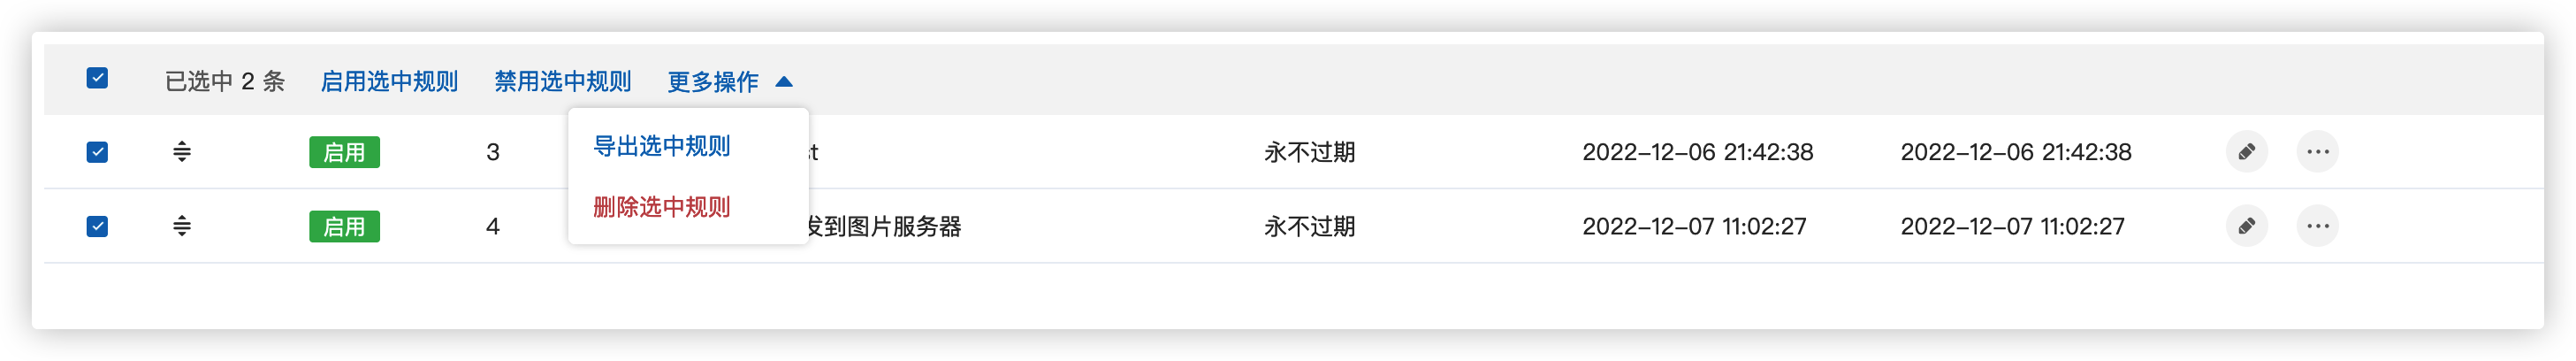 已选中 2 条 启用选中规则 禁用选中规则 更多操作
导出选中规则
启用 3 st 永不过期 2022-12-06 21:42:38 2022-12-06 21:42:38
删除选中规则
启用 4 发到图片服务器 永不过期 2022-12-07 11:02:27 2022-12-07 11:02:27